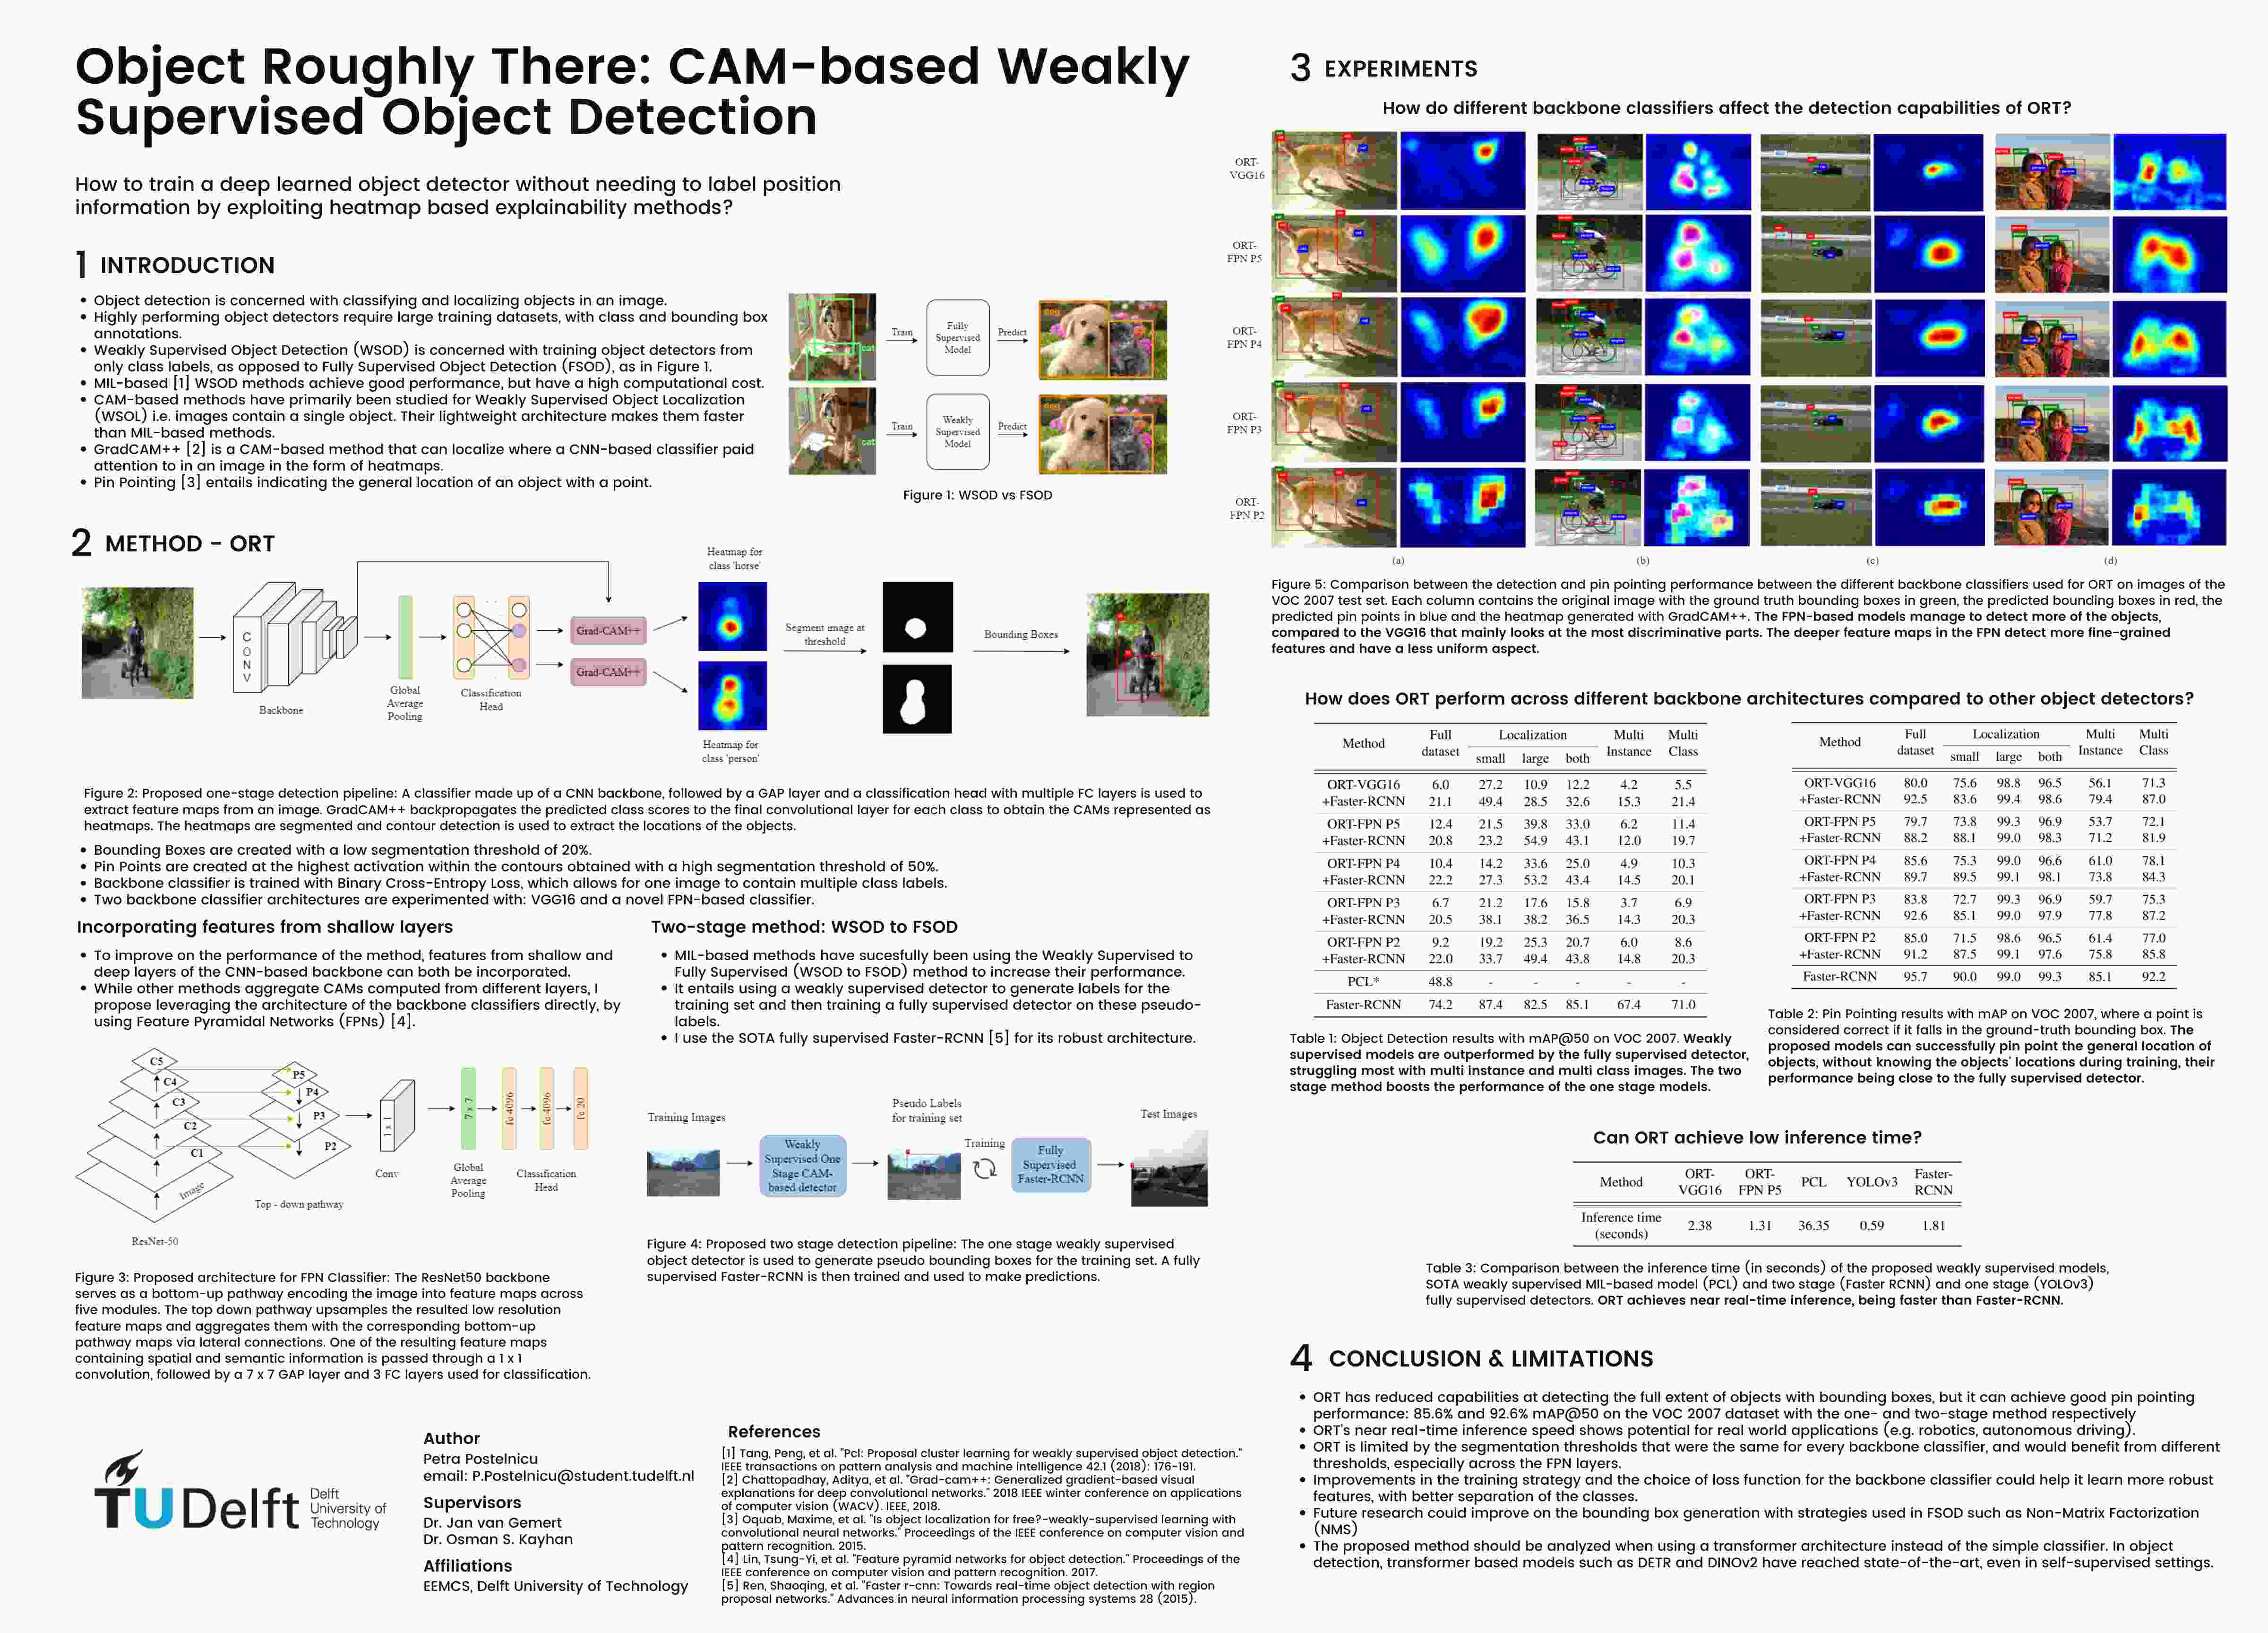 Object Roughly There: CAM-based Weakly
Supervised Object Detection
How to train a deep learned object detector without needing to label position
information by exploiting heatmap based explainability methods?
1 INTRODUCTION
• Object detection is concerned with classifying and localizing objects in an image.
• Highly performing object detectors require large training datasets, with class and bounding box
annotations.
• Weakly Supervised Object Detection (WSOD) is concerned with training object detectors from
only class labels, as opposed to Fully Supervised Object Detection (FSOD), as in Figure 1.
• MIL-based [1] WSOD methods achieve good performance, but have a high computational cost.
• CAM-based methods have primarily been studied for Weakly Supervised Object Localization
(WSOL) i.e. images contain a single object. Their lightweight architecture makes them faster
than MIL-based methods.
• GradCAM++ [2] is a CAM-based method that can localize where a CNN-based classifier paid
attention to in an image in the form of heatmaps.
• Pin Pointing [3] entails indicating the general location of an object with a point.
cat
Train
Fully
Supervised
Model
Predict
cat
Train
Weakly
Supervised
Model
Predict
Figure 1: WSOD vs FSOD
2 METHOD - ORT
CONV
Backbone
Global
Average
Pooling
Classification
Head
Grad-CAM++
Grad-CAM++
Heatmap for
class 'horse'
Heatmap for
class 'person'
Segment image at
threshold
Bounding Boxes
Figure 2: Proposed one-stage detection pipeline: A classifier made up of a CNN backbone, followed by a GAP layer and a classification head with multiple FC layers is used to
extract feature maps from an image. GradCAM++ backpropagates the predicted class scores to the final convolutional layer for each class to obtain the CAMs represented as
heatmaps. The heatmaps are segmented and contour detection is used to extract the locations of the objects.
• Bounding Boxes are created with a low segmentation threshold of 20%.
• Pin Points are created at the highest activation within the contours obtained with a high segmentation threshold of 50%.
• Backbone classifier is trained with Binary Cross-Entropy Loss, which allows for one image to contain multiple class labels.
• Two backbone classifier architectures are experimented with: VGG16 and a novel FPN-based classifier.
Incorporating features from shallow layers
• To improve on the performance of the method, features from shallow and
deep layers of the CNN-based backbone can both be incorporated.
• While other methods aggregate CAMs computed from different layers, I
propose leveraging the architecture of the backbone classifiers directly, by
using Feature Pyramidal Networks (FPNs) [4].
C5
C4
C3
C2
C1
Image
ResNet-50
P5
P4
P3
P2
Top - down pathway
1 x 1
Conv
7 x 7
Global
Average
Pooling
fc 4096
fc 4096
fc 20
Classification
Head
Figure 3: Proposed architecture for FPN Classifier: The ResNet50 backbone
serves as a bottom-up pathway encoding the image into feature maps across
five modules. The top down pathway upsamples the resulted low resolution
feature maps and aggregates them with the corresponding bottom-up
pathway maps via lateral connections. One of the resulting feature maps
containing spatial and semantic information is passed through a 1 x 1
convolution, followed by a 7 x 7 GAP layer and 3 FC layers used for classification.
Two-stage method: WSOD to FSOD
• MIL-based methods have sucesfully been using the Weakly Supervised to
Fully Supervised (WSOD to FSOD) method to increase their performance.
• It entails using a weakly supervised detector to generate labels for the
training set and then training a fully supervised detector on these pseudo-
labels.
• I use the SOTA fully supervised Faster-RCNN [5] for its robust architecture.
Training Images
Weakly
Supervised One
Stage CAM-
based detector
Pseudo Labels
for training set
Training
Fully
Supervised
Faster-RCNN
Test Images
Figure 4: Proposed two stage detection pipeline: The one stage weakly supervised
object detector is used to generate pseudo bounding boxes for the training set. A fully
supervised Faster-RCNN is then trained and used to make predictions.
TU Delft
Delft
University of
Technology
Author
Petra Postelnicu
email: P.Postelnicu@student.tudelft.nl
Supervisors
Dr. Jan van Gemert
Dr. Osman S. Kayhan
Affiliations
EEMCS, Delft University of Technology
References
[1] Tang, Peng, et al. "Pcl: Proposal cluster learning for weakly supervised object detection."
IEEE transactions on pattern analysis and machine intelligence 42.1 (2018): 176-191.
[2] Chattopadhay, Aditya, et al. "Grad-cam++: Generalized gradient-based visual
explanations for deep convolutional networks." 2018 IEEE winter conference on applications
of computer vision (WACV). IEEE, 2018.
[3] Oquab, Maxime, et al. "Is object localization for free?-weakly-supervised learning with
convolutional neural networks." Proceedings of the IEEE conference on computer vision and
pattern recognition. 2015.
[4] Lin, Tsung-Yi, et al. "Feature pyramid networks for object detection." Proceedings of the
IEEE conference on computer vision and pattern recognition. 2017.
[5] Ren, Shaoqing, et al. "Faster r-cnn: Towards real-time object detection with region
proposal networks." Advances in neural information processing systems 28 (2015).
3 EXPERIMENTS
How do different backbone classifiers affect the detection capabilities of ORT?
ORT-
VGG16
ORT-
FPN P5
ORT-
FPN P4
ORT-
FPN P3
ORT-
FPN P2
(a) (b) (c) (d)
Figure 5: Comparison between the detection and pin pointing performance between the different backbone classifiers used for ORT on images of the
VOC 2007 test set. Each column contains the original image with the ground truth bounding boxes in green, the predicted bounding boxes in red, the
predicted pin points in blue and the heatmap generated with GradCAM++. The FPN-based models manage to detect more of the objects,
compared to the VGG16 that mainly looks at the most discriminative parts. The deeper feature maps in the FPN detect more fine-grained
features and have a less uniform aspect.
How does ORT perform across different backbone architectures compared to other object detectors?
Method Full dataset Localization Multi Instance Multi Class
small large both
ORT-VGG16 6.0 27.2 10.9 12.2 4.2 5.5
+Faster-RCNN 21.1 49.4 28.5 32.6 15.3 21.4
ORT-FPN P5 12.4 21.5 39.8 33.0 6.2 11.4
+Faster-RCNN 20.8 23.2 54.9 43.1 12.0 19.7
ORT-FPN P4 10.4 14.2 33.6 25.0 4.9 10.3
+Faster-RCNN 22.2 27.3 53.2 43.4 14.5 20.1
ORT-FPN P3 6.7 21.2 17.6 15.8 3.7 6.9
+Faster-RCNN 20.5 38.1 38.2 36.5 14.3 20.3
ORT-FPN P2 9.2 19.2 25.3 20.7 6.0 8.6
+Faster-RCNN 22.0 33.7 49.4 43.8 14.8 20.3
PCL* 48.8 - - - - -
Faster-RCNN 74.2 87.4 82.5 85.1 67.4 71.0
Table 1: Object Detection results with mAP@50 on VOC 2007. Weakly
supervised models are outperformed by the fully supervised detector,
struggling most with multi instance and multi class images. The two
stage method boosts the performance of the one stage models.
Method Full dataset Localization Multi Instance Multi Class
small large both
ORT-VGG16 80.0 75.6 98.8 96.5 56.1 71.3
+Faster-RCNN 92.5 83.6 99.4 98.6 79.4 87.0
ORT-FPN P5 79.7 73.8 99.3 96.9 53.7 72.1
+Faster-RCNN 88.2 88.1 99.0 98.3 71.2 81.9
ORT-FPN P4 85.6 75.3 99.0 96.6 61.0 78.1
+Faster-RCNN 89.7 89.5 99.1 98.1 73.8 84.3
ORT-FPN P3 83.8 72.7 99.3 96.9 59.7 75.3
+Faster-RCNN 92.6 85.1 99.0 97.9 77.8 87.2
ORT-FPN P2 85.0 71.5 98.6 96.5 61.4 77.0
+Faster-RCNN 91.2 87.5 99.1 97.6 75.8 85.8
Faster-RCNN 95.7 90.0 99.0 99.3 85.1 92.2
Table 2: Pin Pointing results with mAP on VOC 2007, where a point is
considered correct if it falls in the ground-truth bounding box. The
proposed models can successfully pin point the general location of
objects, without knowing the objects' locations during training, their
performance being close to the fully supervised detector.
Can ORT achieve low inference time?
Method ORT-VGG16 ORT-FPN P5 PCL YOLOv3 Faster-RCNN
Inference time (seconds) 2.38 1.31 36.35 0.59 1.81
Table 3: Comparison between the inference time (in seconds) of the proposed weakly supervised models,
SOTA weakly supervised MIL-based model (PCL) and two stage (Faster RCNN) and one stage (YOLOv3)
fully supervised detectors. ORT achieves near real-time inference, being faster than Faster-RCNN.
4 CONCLUSION & LIMITATIONS
• ORT has reduced capabilities at detecting the full extent of objects with bounding boxes, but it can achieve good pin pointing
performance: 85.6% and 92.6% mAP@50 on the VOC 2007 dataset with the one- and two-stage method respectively
• ORT's near real-time inference speed shows potential for real world applications (e.g. robotics, autonomous driving).
• ORT is limited by the segmentation thresholds that were the same for every backbone classifier, and would benefit from different
thresholds, especially across the FPN layers.
• Improvements in the training strategy and the choice of loss function for the backbone classifier could help it learn more robust
features, with better separation of the classes.
• Future research could improve on the bounding box generation with strategies used in FSOD such as Non-Matrix Factorization
(NMS)
• The proposed method should be analyzed when using a transformer architecture instead of the simple classifier. In object
detection, transformer based models such as DETR and DINOv2 have reached state-of-the-art, even in self-supervised settings.